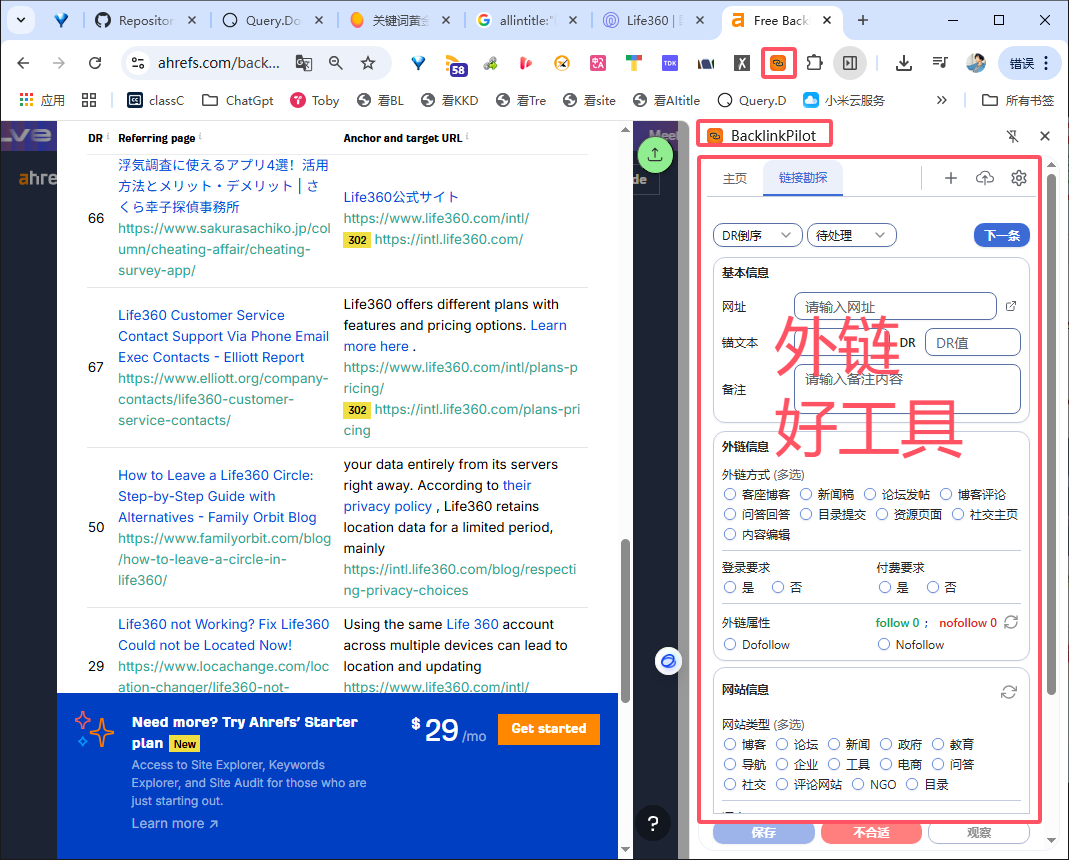 Repositor
Query.Do
关键词黄金
allintitle:"
Life360 |
Free Back
ahrefs.com/back...
58
TDK
错误
应用
classC
ChatGpt
Toby
看BL
看KKD
看Tre
看site
看AItitle
Query.D
小米云服务
所有书签
DR
Referring page
Anchor and target URL
66
浮気調査に使えるアプリ4選！活用
方法とメリット・デメリット | さ
くら幸子探偵事務所
https://www.sakurasachiko.jp/col
umn/cheating-affair/cheating-
survey-app/
Life360公式サイト
https://www.life360.com/intl/
302 https://intl.life360.com/
67
Life360 Customer Service
Contact Support Via Phone Email
Exec Contacts - Elliott Report
https://www.elliott.org/company-
contacts/life360-customer-
service-contacts/
Life360 offers different plans with
features and pricing options. Learn
more here .
https://www.life360.com/intl/plans-p
ricing/
302 https://intl.life360.com/plans-pri
cing
50
How to Leave a Life360 Circle:
Step-by-Step Guide with
Alternatives - Family Orbit Blog
https://www.familyorbit.com/blog
/how-to-leave-a-circle-in-
life360/
your data entirely from its servers
right away. According to their
privacy policy , Life360 retains
location data for a limited period,
mainly
https://intl.life360.com/blog/respecti
ng-privacy-choices
29
Life360 not Working? Fix Life360
Could not be Located Now!
https://www.locachange.com/loc
ation-changer/life360-not-
Using the same Life 360 account
across multiple devices can lead to
location and updating
https://www.life360.com/intl/
Need more? Try Ahrefs’ Starter
plan New
Access to Site Explorer, Keywords
Explorer, and Site Audit for those who are
just starting out.
Learn more ↗
$ 29 /mo
Get started
ahre
Meet
de
?
BacklinkPilot
主页
链接勘探
DR倒序
待处理
下一条
基本信息
网址
请输入网址
锚文本
DR
DR值
备注
请输入备注内容
外链
好工具
外链信息
外链方式 (多选)
客座博客 新闻稿 论坛发帖 博客评论
问答回答 目录提交 资源页面 社交主页
内容编辑
登录要求
是 否
付费要求
是 否
外链属性
follow 0 ； nofollow 0
Dofollow
Nofollow
网站信息
网站类型 (多选)
博客 论坛 新闻 政府 教育
导航 企业 工具 电商 问答
社交 评论网站 NGO 目录
保存
不合适
观察